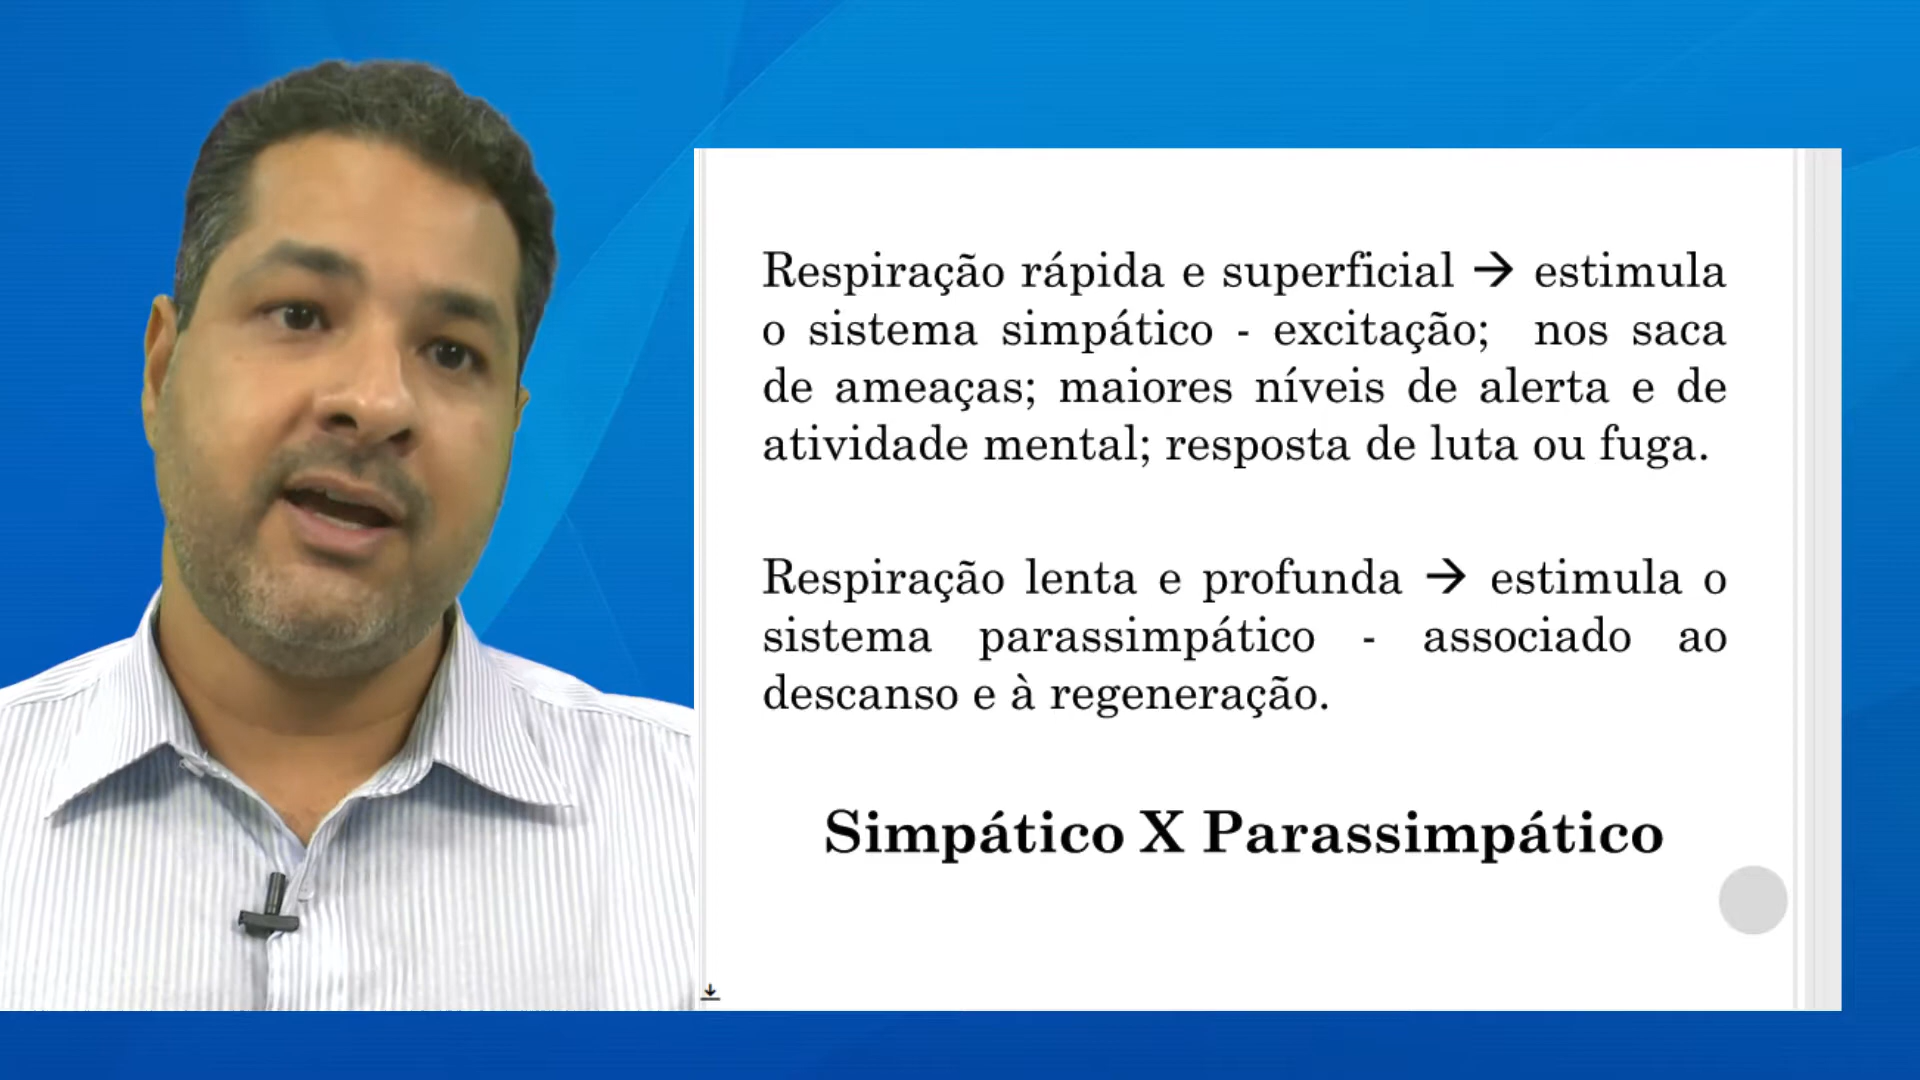 Respiração rápida e superficial → estimula
o sistema simpático - excitação; nos saca
de ameaças; maiores níveis de alerta e de
atividade mental; resposta de luta ou fuga.
Respiração lenta e profunda → estimula o
sistema parassimpático - associado ao
descanso e à regeneração.
Simpático X Parassimpático